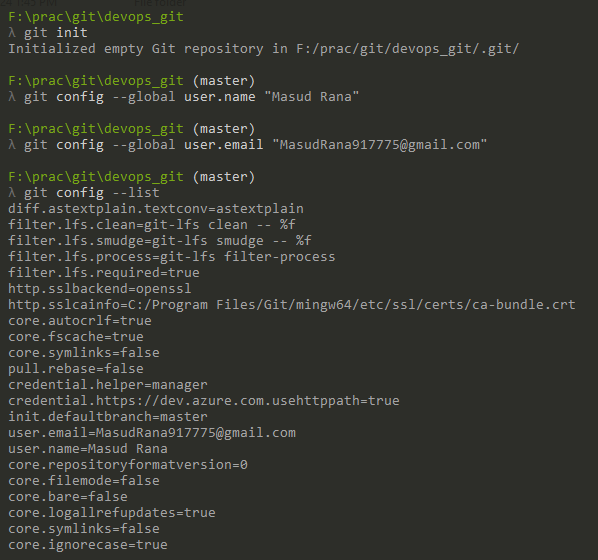 F:\prac\git\devops_git
λ git init
Initialized empty Git repository in F:/prac/git/devops_git/.git/
F:\prac\git\devops_git (master)
λ git config --global user.name "Masud Rana"
F:\prac\git\devops_git (master)
λ git config --global user.email "MasudRana917775@gmail.com"
F:\prac\git\devops_git (master)
λ git config --list
diff.astextplain.textconv=astextplain
filter.lfs.clean=git-lfs clean -- %f
filter.lfs.smudge=git-lfs smudge -- %f
filter.lfs.process=git-lfs filter-process
filter.lfs.required=true
http.sslbackend=openssl
http.sslcainfo=C:/Program Files/Git/mingw64/etc/ssl/certs/ca-bundle.crt
core.autocrlf=true
core.fscache=true
core.symlinks=false
pull.rebase=false
credential.helper=manager
credential.https://dev.azure.com.usehttppath=true
init.defaultbranch=master
user.email=MasudRana917775@gmail.com
user.name=Masud Rana
core.repositoryformatversion=0
core.filemode=false
core.bare=false
core.logallrefupdates=true
core.symlinks=false
core.ignorecase=true